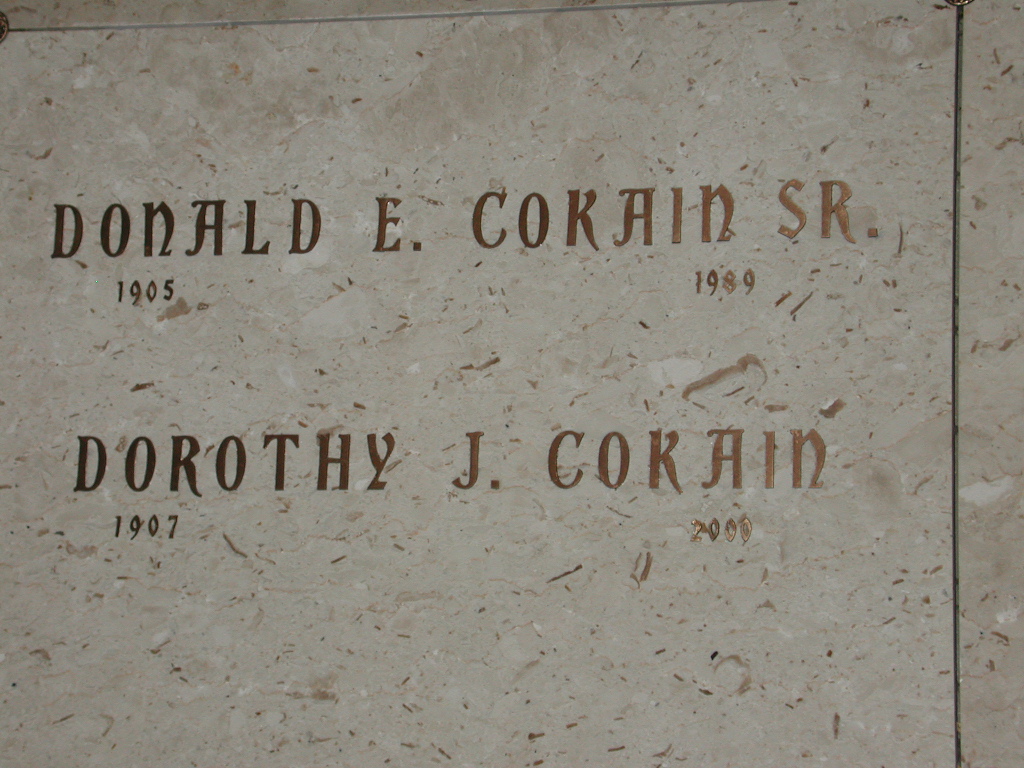 DONALD E. COKAIN SR.
1905 1989
DOROTHY J. COKAIN
1907 2000